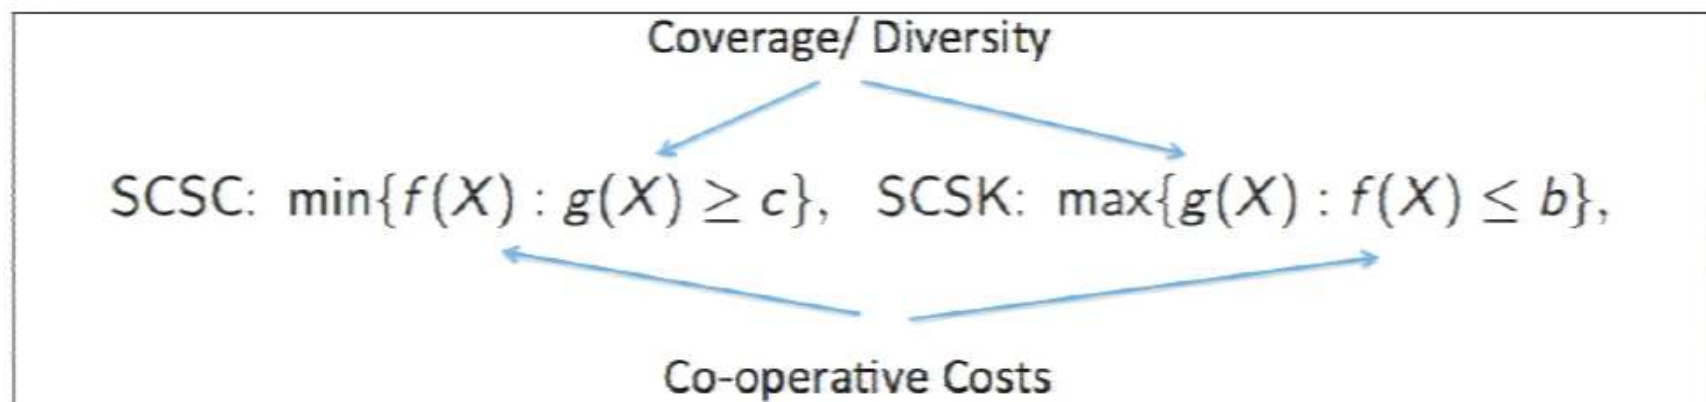 Coverage/ Diversity
SCSC: min{f(X) : g(X) ≥ c}, SCSK: max{g(X) : f(X) ≤ b},
Co-operative Costs